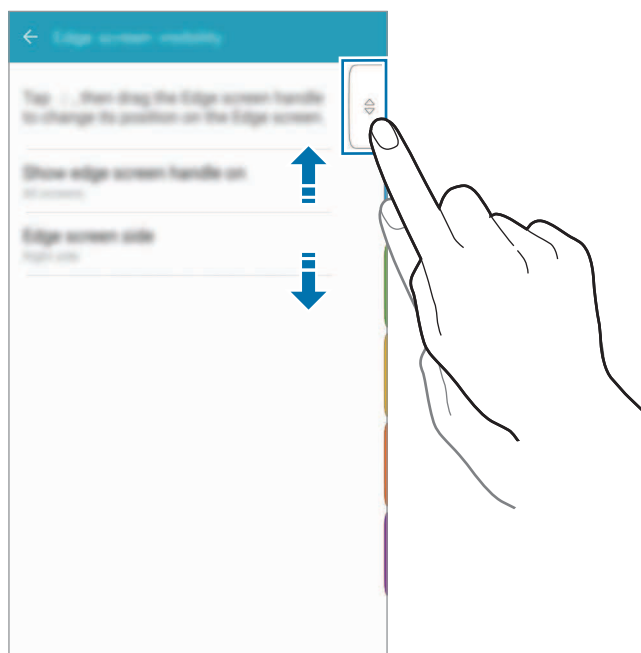 Edge screen visibility
Tap : , then drag the Edge screen handle
to change its position on the Edge screen.
Show edge screen handle on
All screens
Edge screen side
Right side